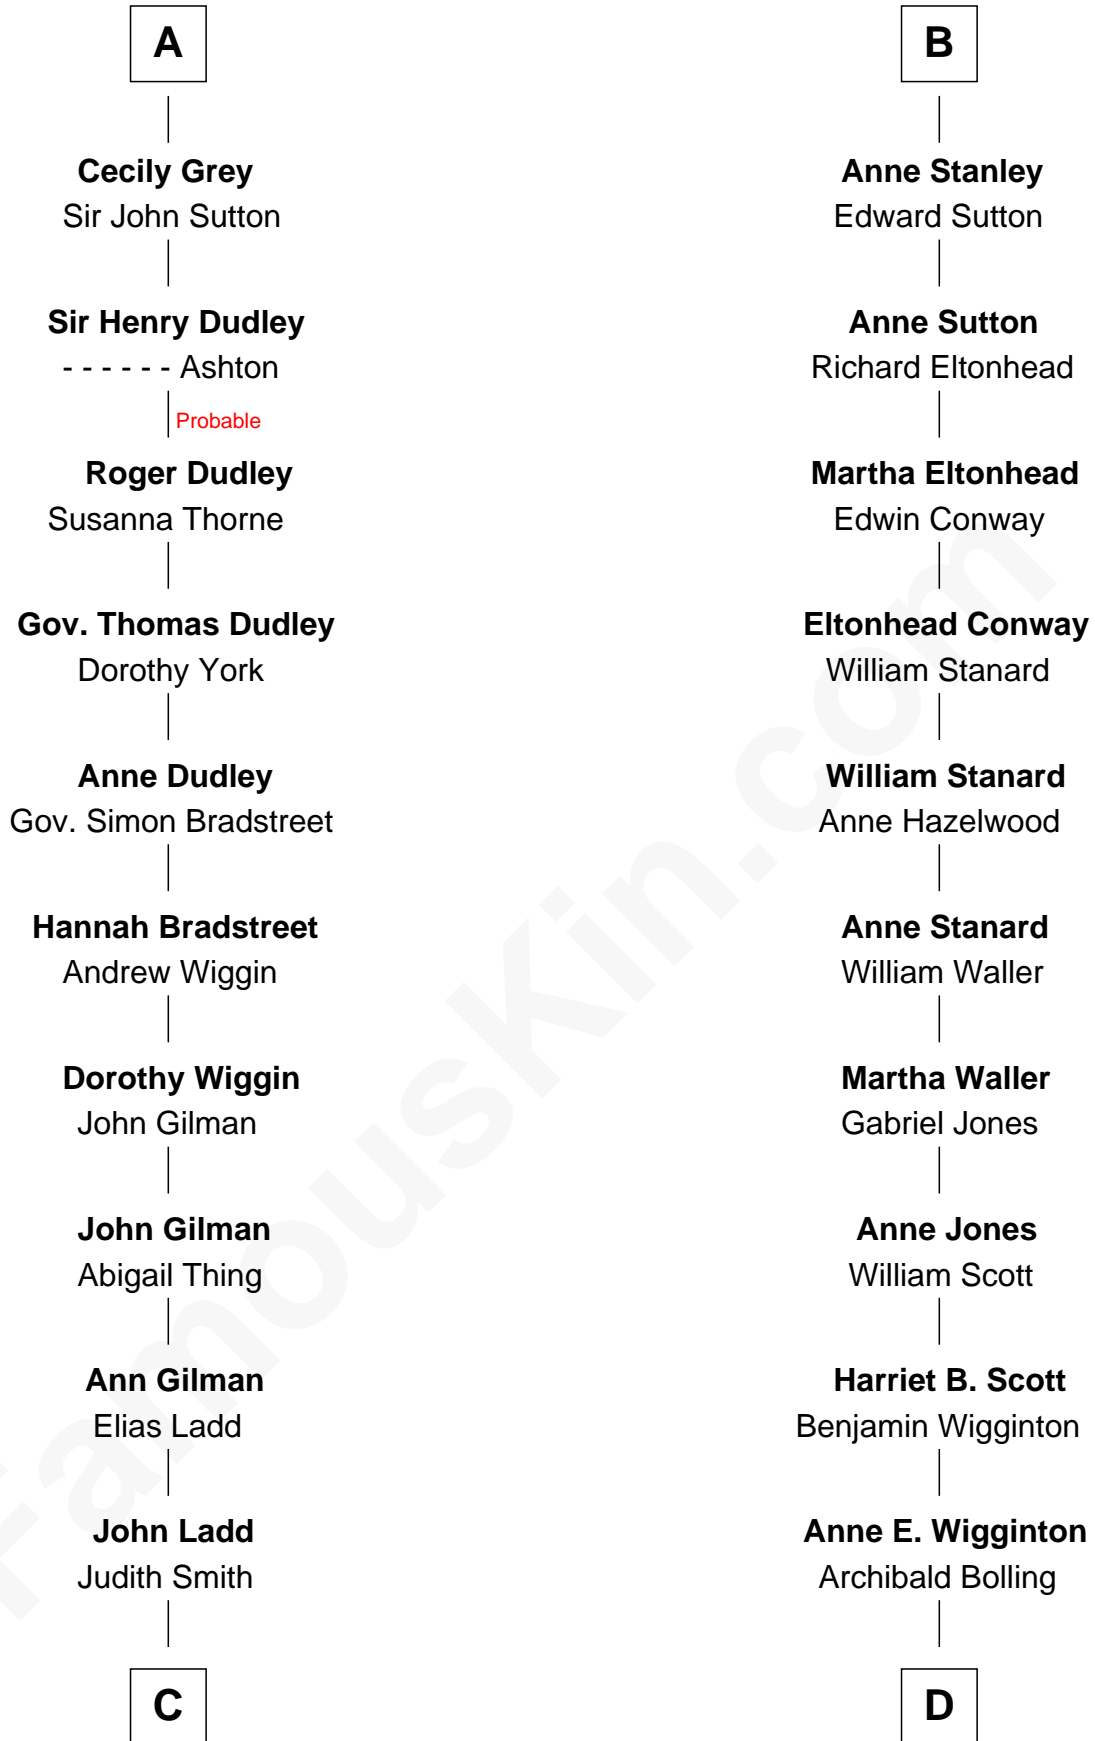 A
Cecily Grey
Sir John Sutton
Sir Henry Dudley
- - - - - - Ashton
Probable
Roger Dudley
Susanna Thorne
Gov. Thomas Dudley
Dorothy York
Anne Dudley
Gov. Simon Bradstreet
Hannah Bradstreet
Andrew Wiggin
Dorothy Wiggin
John Gilman
John Gilman
Abigail Thing
Ann Gilman
Elias Ladd
John Ladd
Judith Smith
C
B
Anne Stanley
Edward Sutton
Anne Sutton
Richard Eltonhead
Martha Eltonhead
Edwin Conway
Eltonhead Conway
William Stanard
William Stanard
Anne Hazelwood
Anne Stanard
William Waller
Martha Waller
Gabriel Jones
Anne Jones
William Scott
Harriet B. Scott
Benjamin Wigginton
Anne E. Wigginton
Archibald Bolling
D
FamousKin.com